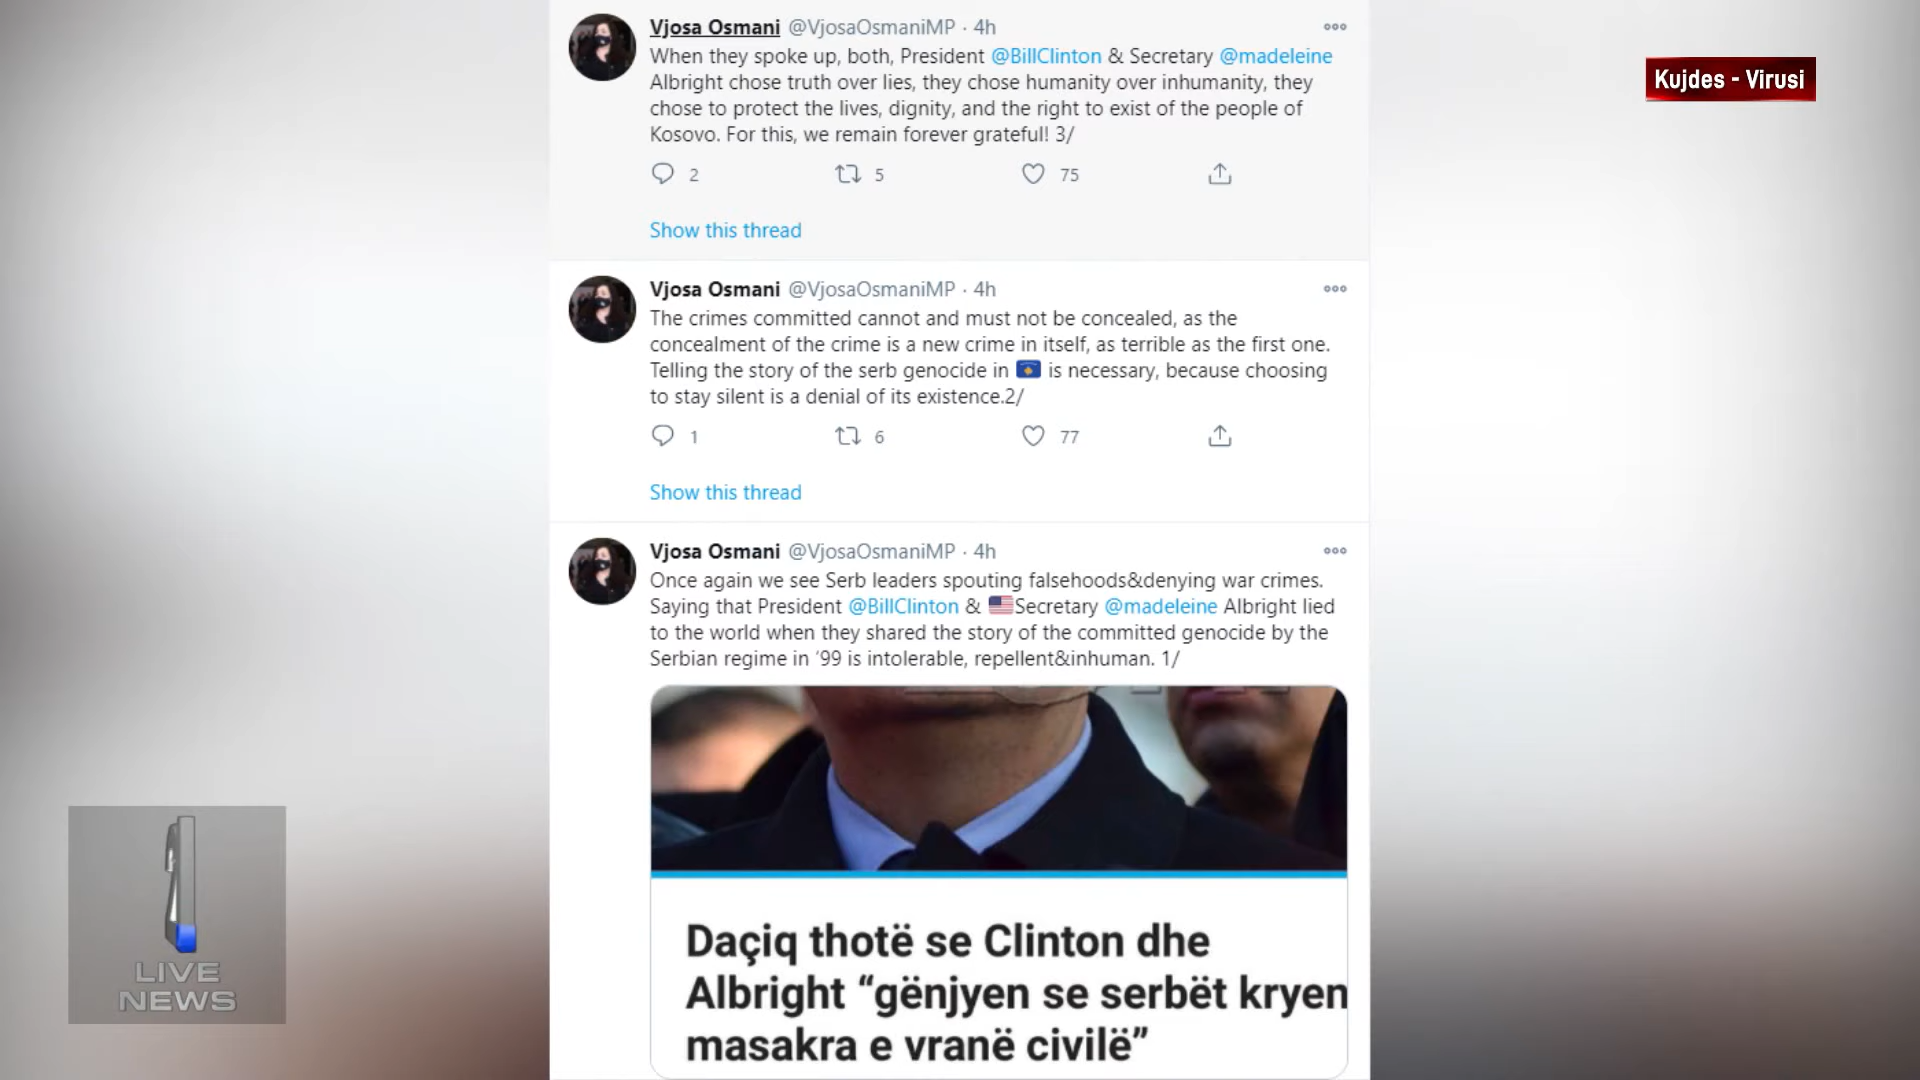 Vjosa Osmani @VjosaOsmaniMP · 4h
When they spoke up, both, President @BillClinton & Secretary @madeleine
Albright chose truth over lies, they chose humanity over inhumanity, they
chose to protect the lives, dignity, and the right to exist of the people of
Kosovo. For this, we remain forever grateful! 3/
2 5 75
Show this thread
Vjosa Osmani @VjosaOsmaniMP · 4h
The crimes committed cannot and must not be concealed, as the
concealment of the crime is a new crime in itself, as terrible as the first one.
Telling the story of the serb genocide in 🇽🇰 is necessary, because choosing
to stay silent is a denial of its existence.2/
1 6 77
Show this thread
Vjosa Osmani @VjosaOsmaniMP · 4h
Once again we see Serb leaders spouting falsehoods&denying war crimes.
Saying that President @BillClinton & 🇺🇸Secretary @madeleine Albright lied
to the world when they shared the story of the committed genocide by the
Serbian regime in ‘99 is intolerable, repellent&inhuman. 1/
Daçiq thotë se Clinton dhe
Albright “gënjyen se serbët kryen
masakra e vranë civilë”
Kujdes - Virusi
LIVE
NEWS